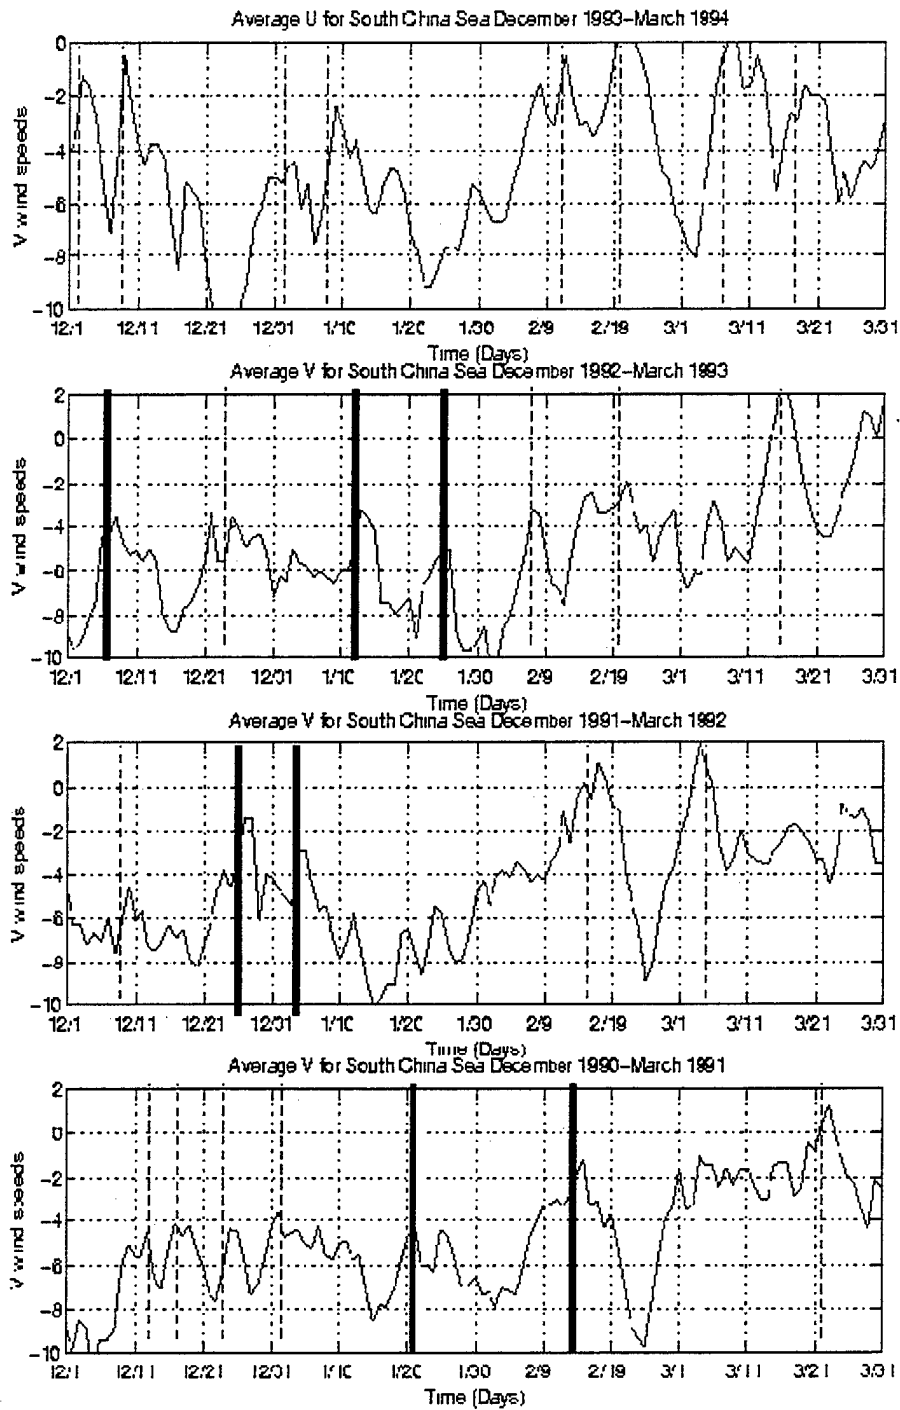 Average U for South China Sea December 1993–March 1994
0
−2
−4
−6
−8
−10
V wind speeds
12/1 12/11 12/21 12/31 1/10 1/20 1/30 2/9 2/19 3/1 3/11 3/21 3/31
Time (Days)
Average V for South China Sea December 1992–March 1993
2
0
−2
−4
−6
−8
−10
V wind speeds
12/1 12/11 12/21 12/31 1/10 1/20 1/30 2/9 2/19 3/1 3/11 3/21 3/31
Time (Days)
Average V for South China Sea December 1991–March 1992
2
0
−2
−4
−6
−8
−10
V wind speeds
12/1 12/11 12/21 12/31 1/10 1/20 1/30 2/9 2/19 3/1 3/11 3/21 3/31
Time (Days)
Average V for South China Sea December 1990–March 1991
2
0
−2
−4
−6
−8
−10
V wind speeds
12/1 12/11 12/21 12/31 1/10 1/20 1/30 2/9 2/19 3/1 3/11 3/21 3/31
Time (Days)